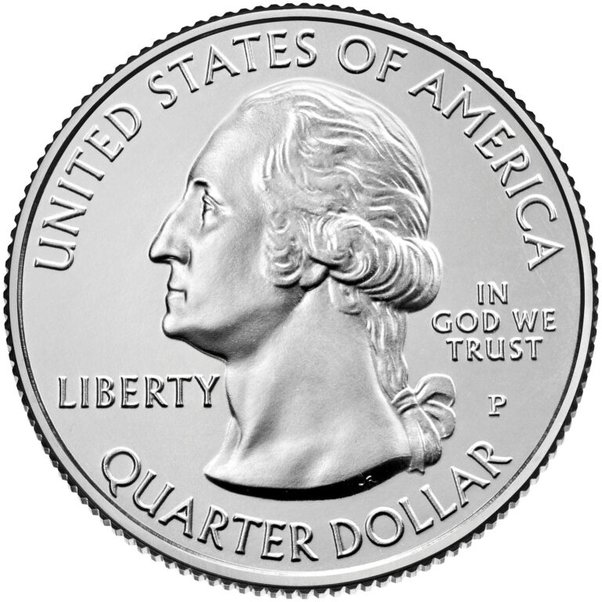 UNITED STATES OF AMERICA
IN
GOD WE
TRUST
LIBERTY
P
QUARTER DOLLAR